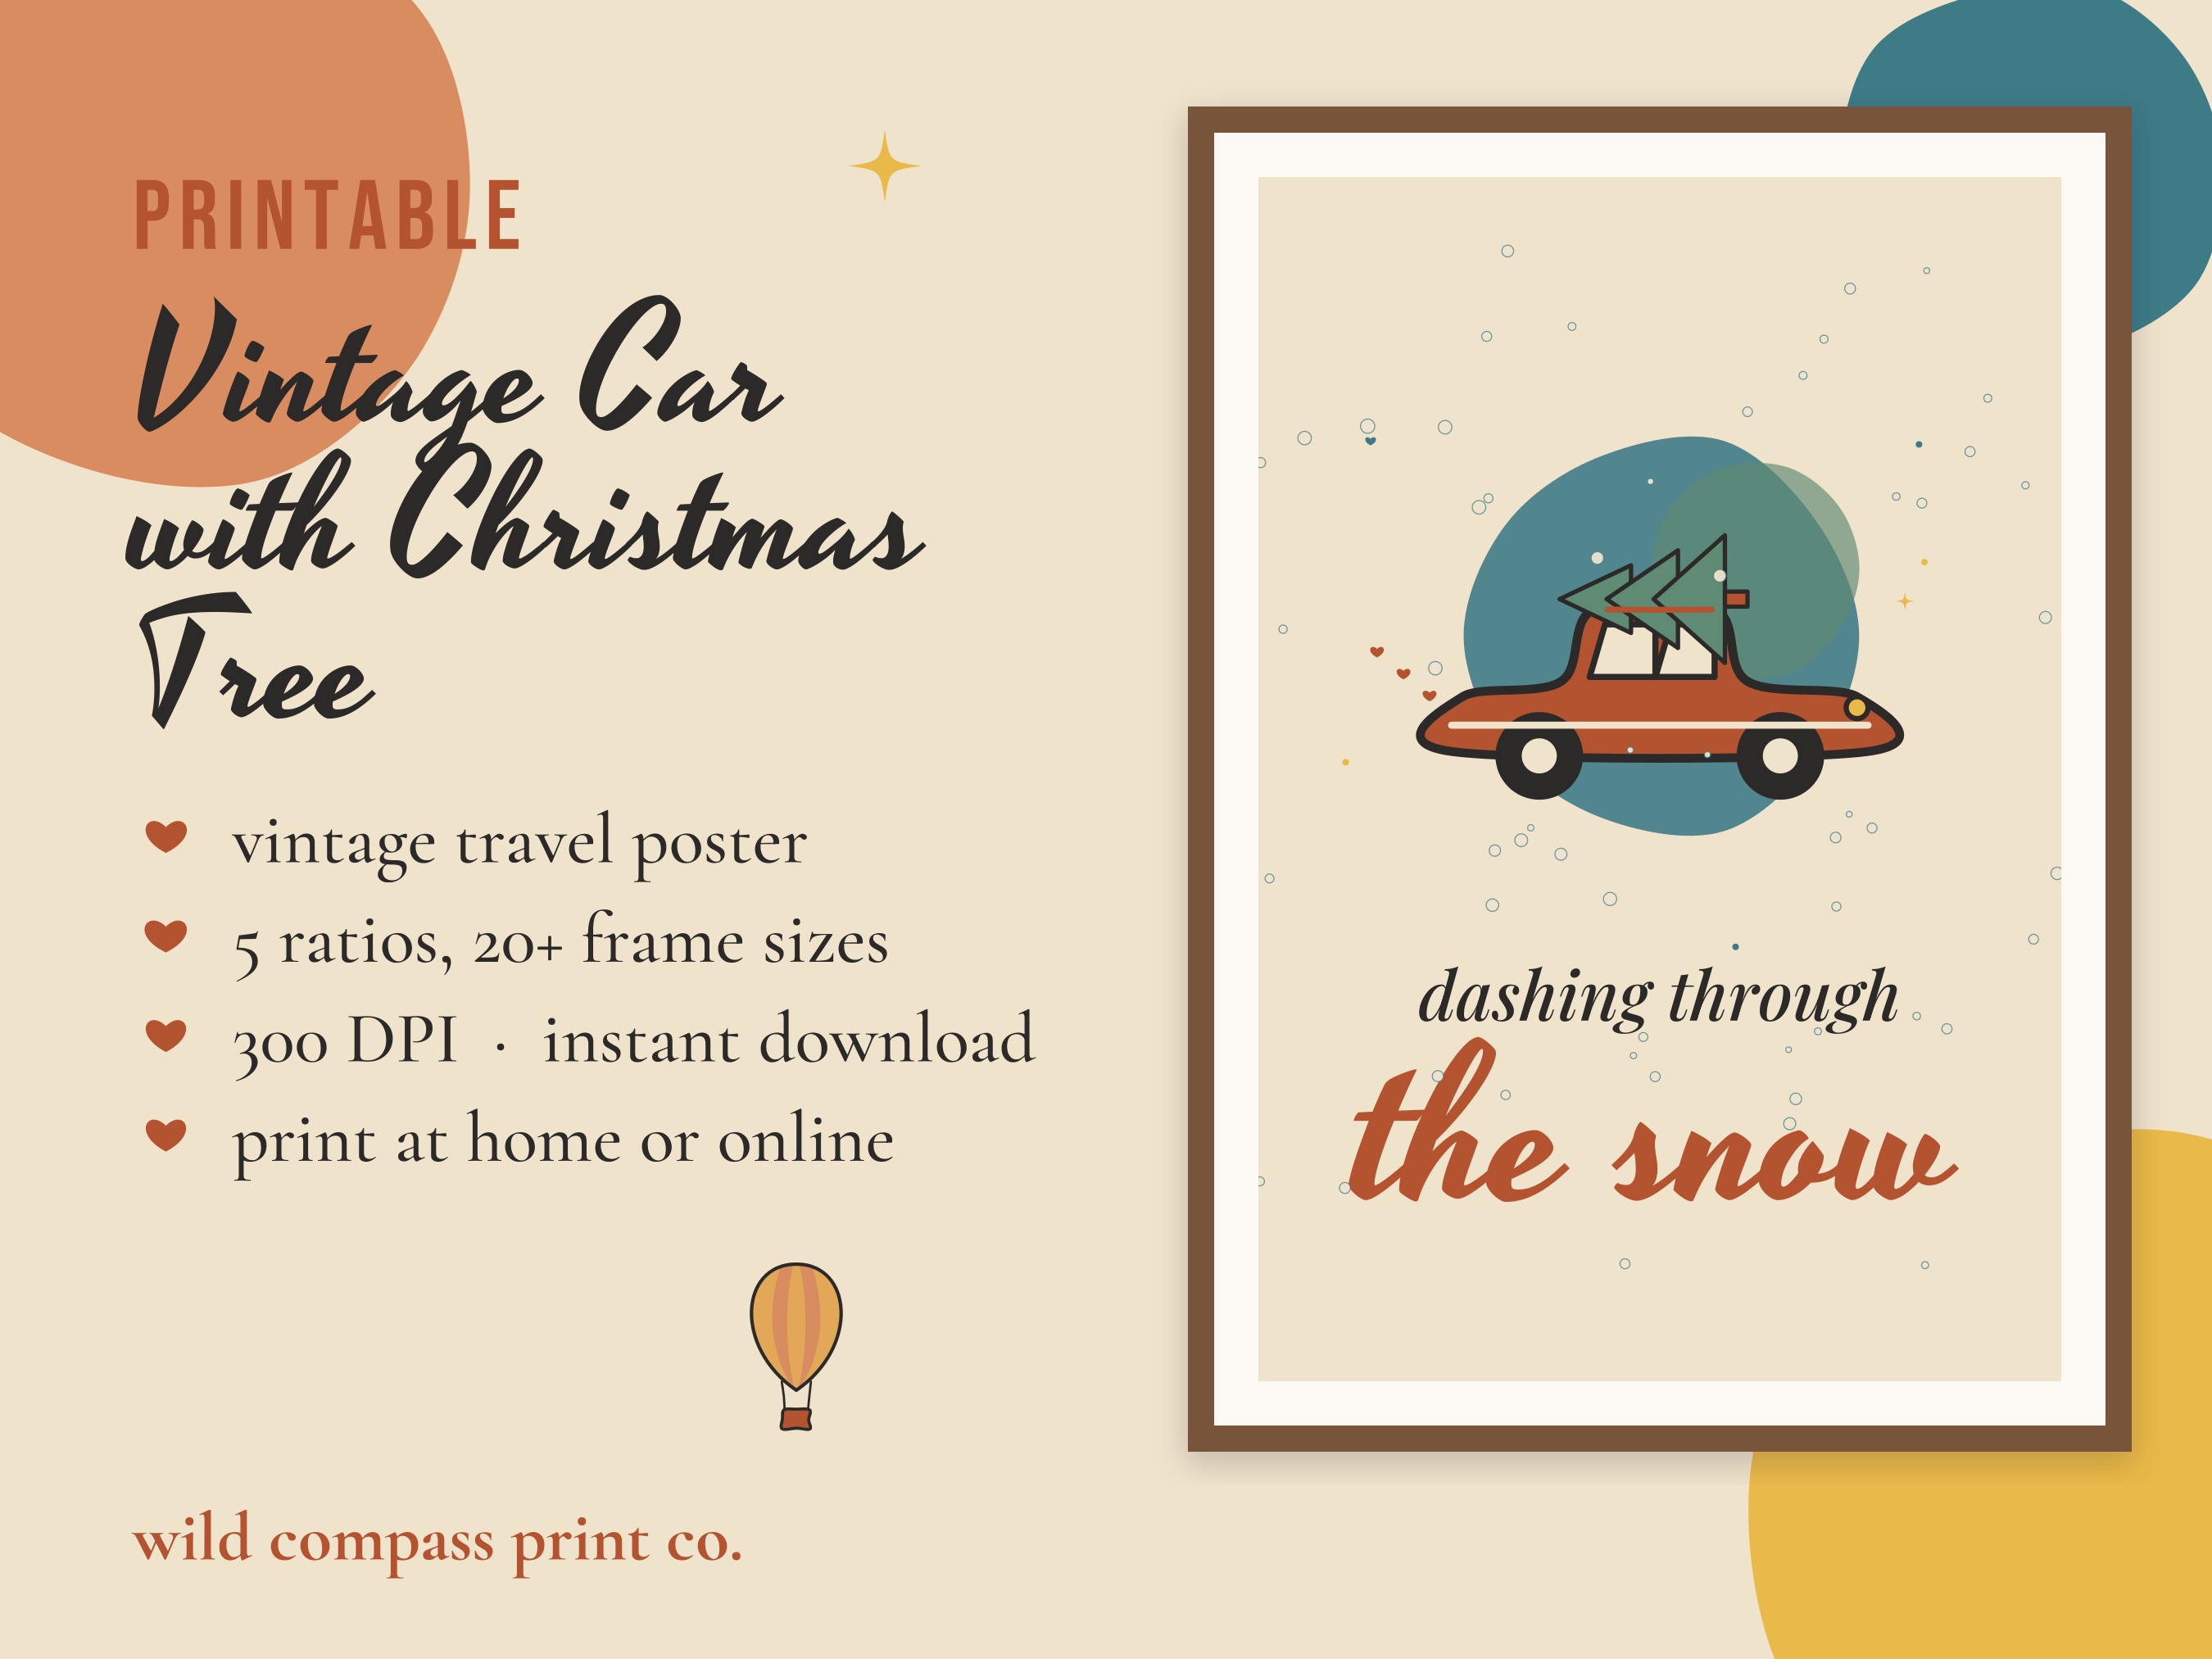 PRINTABLE
Vintage Car
with Christmas
Tree
vintage travel poster
5 ratios, 20+ frame sizes
300 DPI · instant download
print at home or online
wild compass print co.
dashing through
the snow